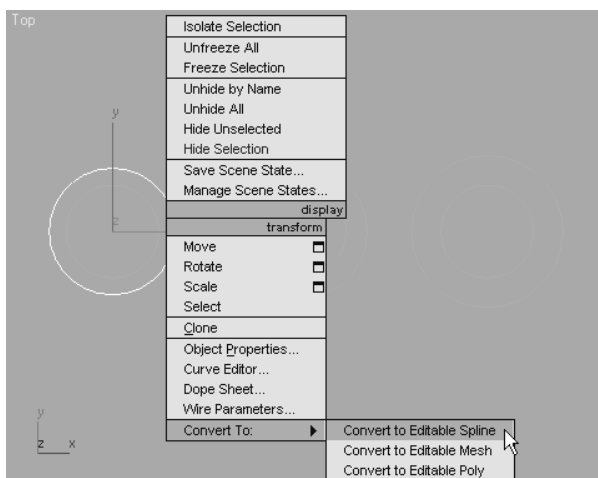 Top
Isolate Selection
Unfreeze All
Freeze Selection
Unhide by Name
Unhide All
Hide Unselected
Hide Selection
Save Scene State...
Manage Scene States...
display
transform
Move
Rotate
Scale
Select
Clone
Object Properties...
Curve Editor...
Dope Sheet...
Wire Parameters...
Convert To:
Convert to Editable Spline
Convert to Editable Mesh
Convert to Editable Poly
y
z
y
z x